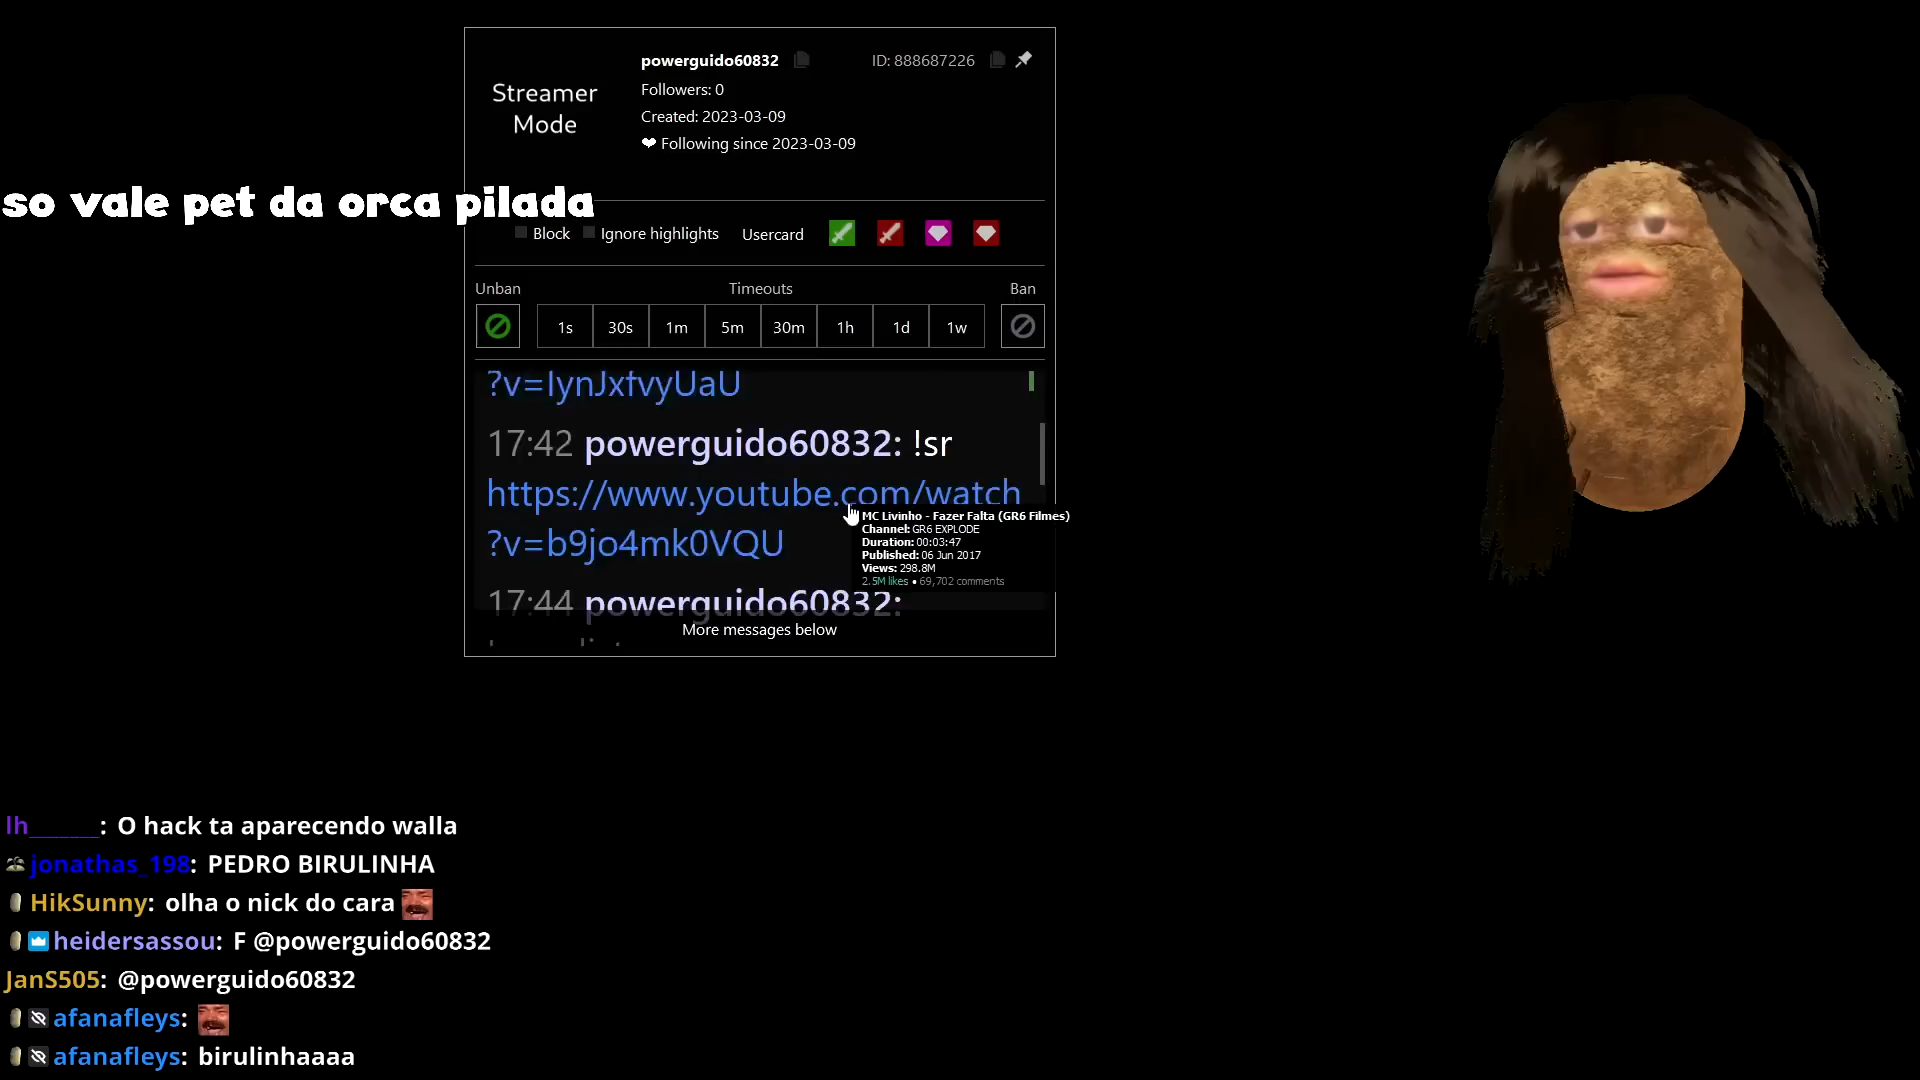 Streamer
Mode
powerguido60832
ID: 888687226
Followers: 0
Created: 2023-03-09
❤ Following since 2023-03-09
so vale pet da orca pilada
Block
Ignore highlights
Usercard
Unban
Timeouts
Ban
1s
30s
1m
5m
30m
1h
1d
1w
?v=IynJxfvyUaU
17:42 powerguido60832: !sr
https://www.youtube.com/watch
?v=b9jo4mk0VQU
MC Livinho - Fazer Falta (GR6 Filmes)
Channel: GR6 EXPLODE
Duration: 00:03:47
Published: 06 Jun 2017
Views: 298.8M
2.5M likes • 69,702 comments
17:44 powerguido60832:
More messages below
lh______: O hack ta aparecendo walla
jonathas_198: PEDRO BIRULINHA
HikSunny: olha o nick do cara
heidersassou: F @powerguido60832
JanS505: @powerguido60832
afanafleys:
afanafleys: birulinhaaaa